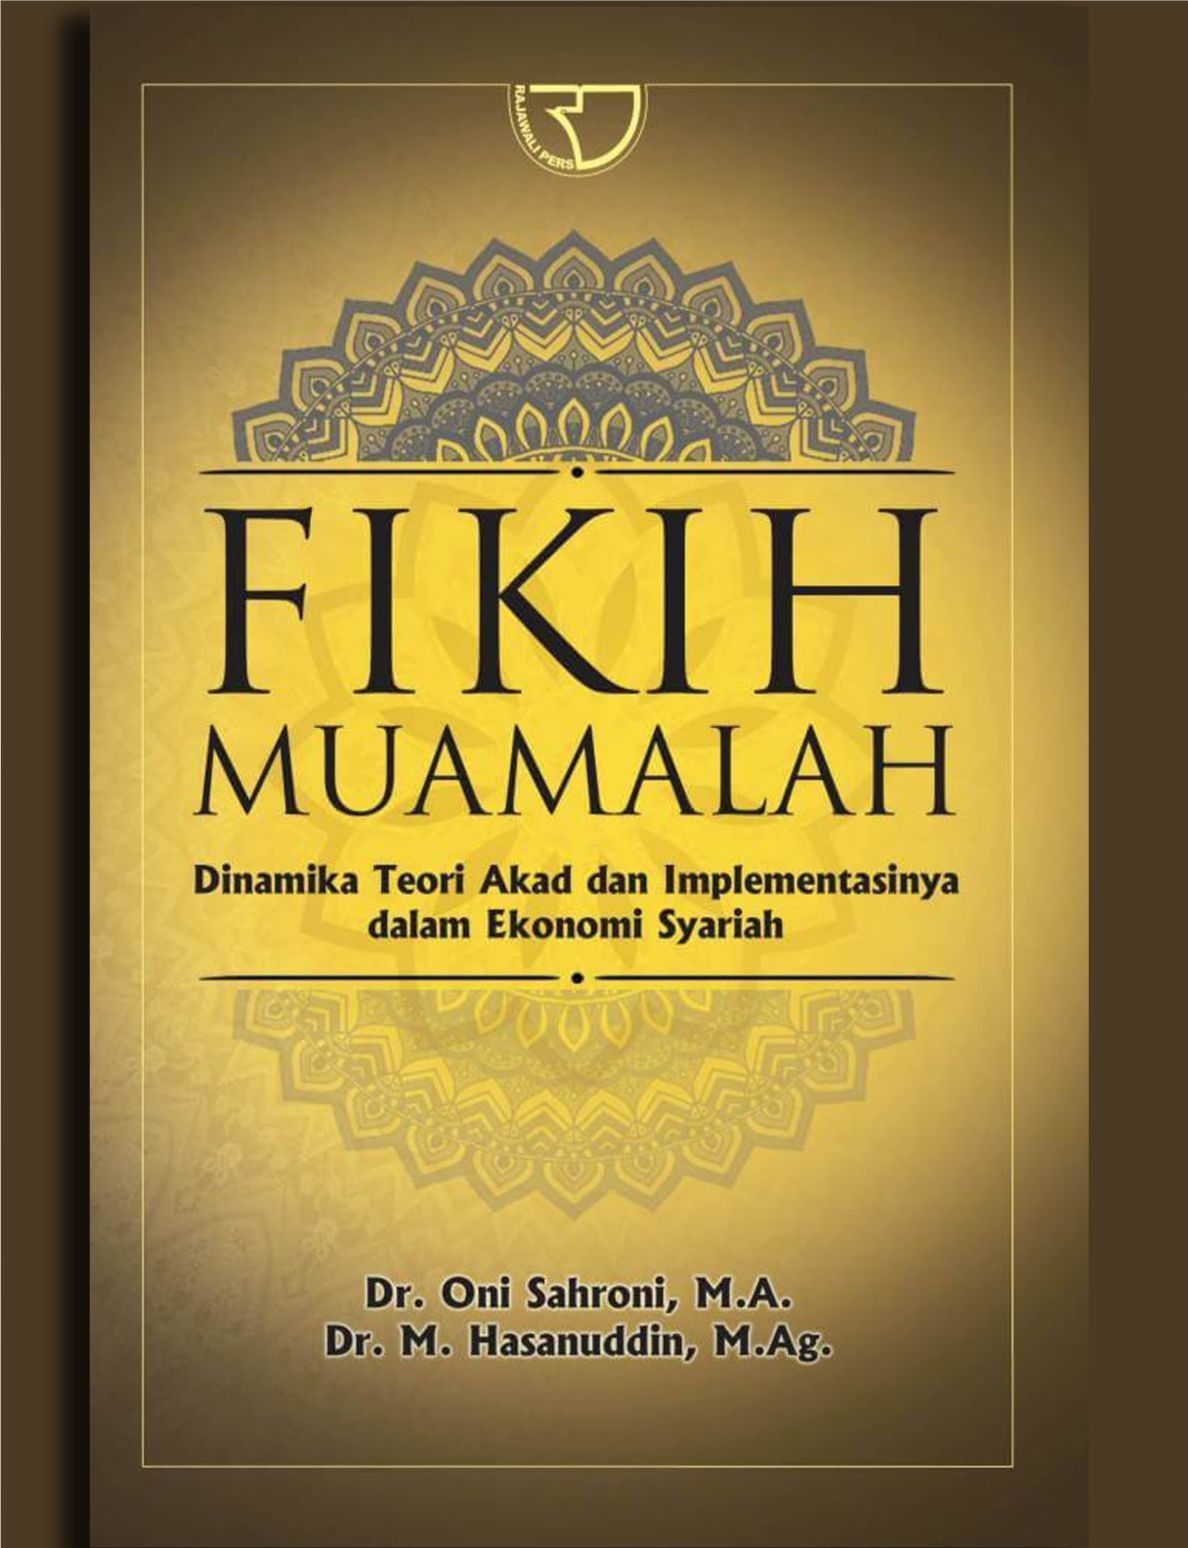 RAJAWALI PERS
FIKIH
MUAMALAH
Dinamika Teori Akad dan Implementasinya
dalam Ekonomi Syariah
Dr. Oni Sahroni, M.A.
Dr. M. Hasanuddin, M.Ag.